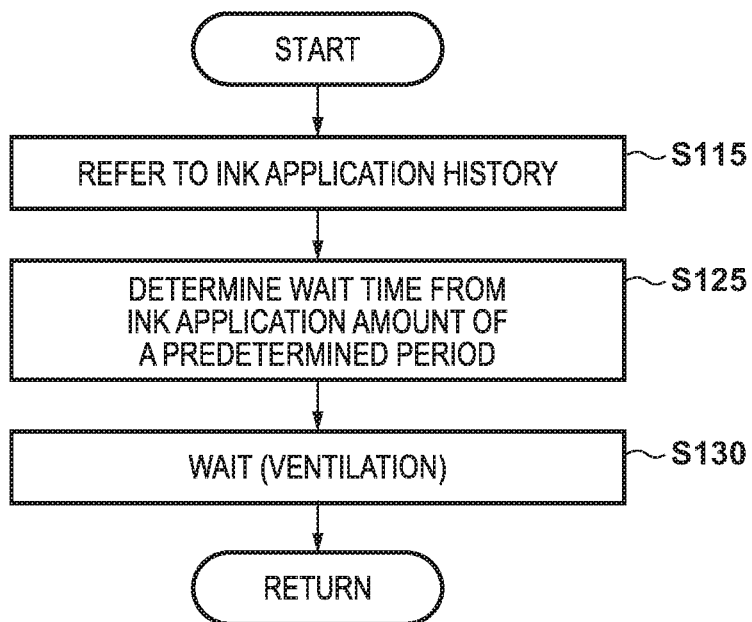 START
REFER TO INK APPLICATION HISTORY
S115
DETERMINE WAIT TIME FROM
INK APPLICATION AMOUNT OF
A PREDETERMINED PERIOD
S125
WAIT (VENTILATION)
S130
RETURN